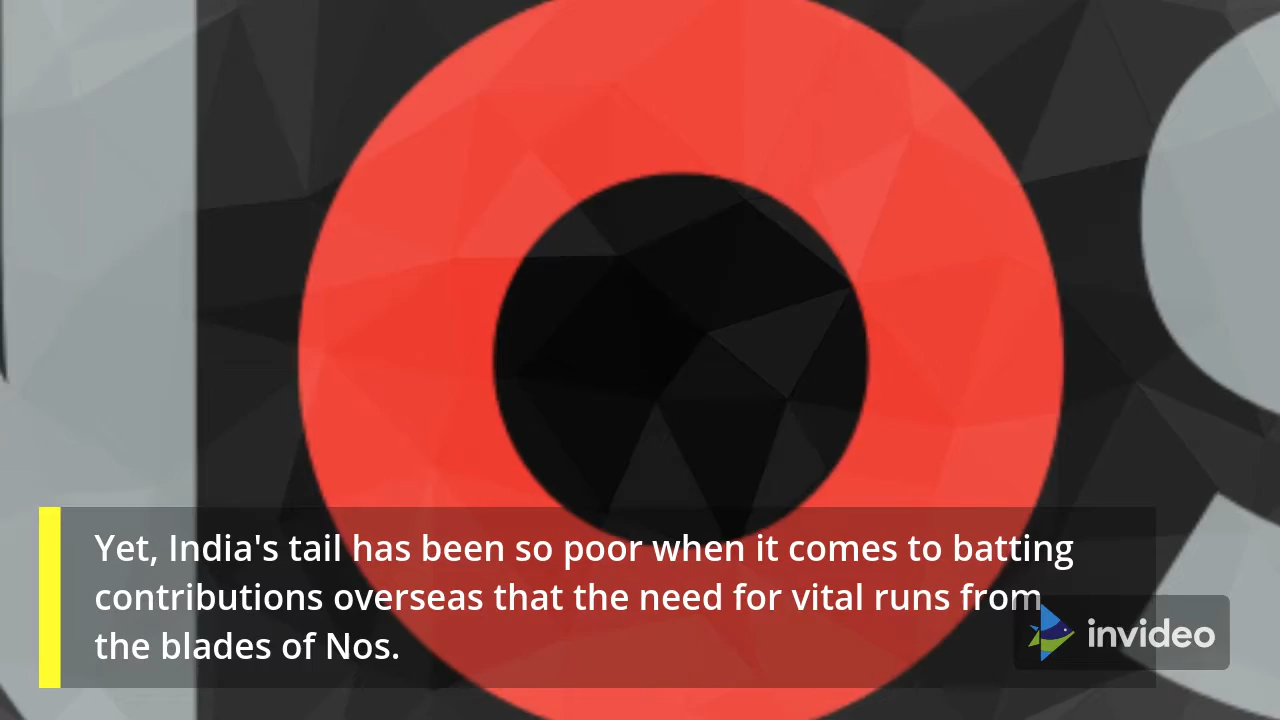 Yet, India's tail has been so poor when it comes to batting
contributions overseas that the need for vital runs from
the blades of Nos.
invideo